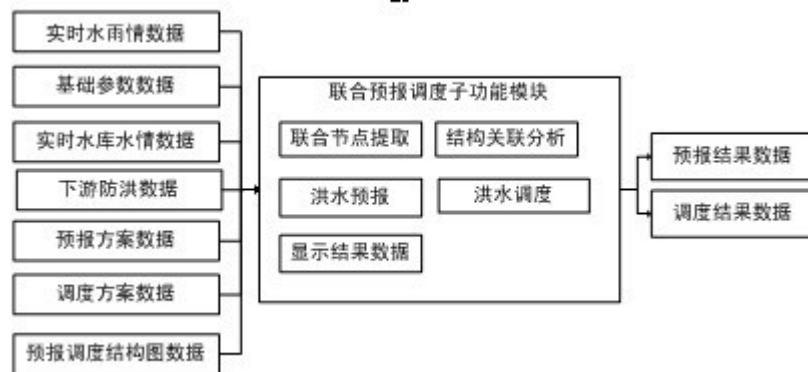 实时水雨情数据
基础参数数据
实时水库水情数据
下游防洪数据
预报方案数据
调度方案数据
预报调度结构图数据
联合预报调度子功能模块
联合节点提取
结构关联分析
洪水预报
洪水调度
显示结果数据
预报结果数据
调度结果数据